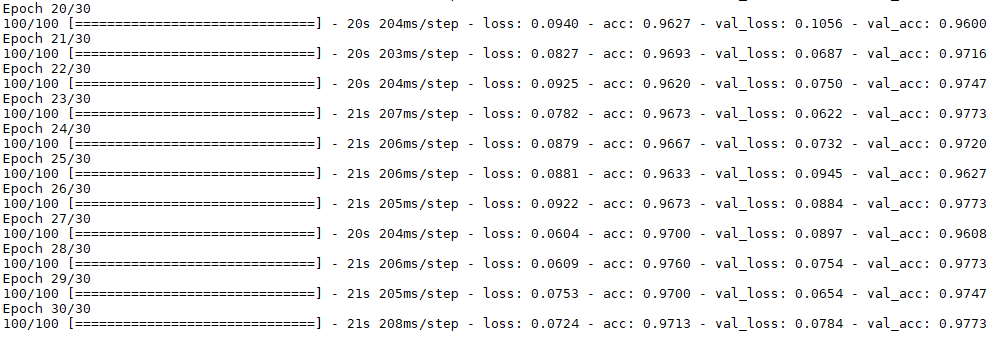 Epoch 20/30
100/100 [==============================] - 20s 204ms/step - loss: 0.0940 - acc: 0.9627 - val_loss: 0.1056 - val_acc: 0.9600
Epoch 21/30
100/100 [==============================] - 20s 203ms/step - loss: 0.0827 - acc: 0.9693 - val_loss: 0.0687 - val_acc: 0.9716
Epoch 22/30
100/100 [==============================] - 20s 204ms/step - loss: 0.0925 - acc: 0.9620 - val_loss: 0.0750 - val_acc: 0.9747
Epoch 23/30
100/100 [==============================] - 21s 207ms/step - loss: 0.0782 - acc: 0.9673 - val_loss: 0.0622 - val_acc: 0.9773
Epoch 24/30
100/100 [==============================] - 21s 206ms/step - loss: 0.0879 - acc: 0.9667 - val_loss: 0.0732 - val_acc: 0.9720
Epoch 25/30
100/100 [==============================] - 21s 206ms/step - loss: 0.0881 - acc: 0.9633 - val_loss: 0.0945 - val_acc: 0.9627
Epoch 26/30
100/100 [==============================] - 21s 205ms/step - loss: 0.0922 - acc: 0.9673 - val_loss: 0.0884 - val_acc: 0.9773
Epoch 27/30
100/100 [==============================] - 20s 204ms/step - loss: 0.0604 - acc: 0.9700 - val_loss: 0.0897 - val_acc: 0.9608
Epoch 28/30
100/100 [==============================] - 21s 206ms/step - loss: 0.0609 - acc: 0.9760 - val_loss: 0.0754 - val_acc: 0.9773
Epoch 29/30
100/100 [==============================] - 21s 205ms/step - loss: 0.0753 - acc: 0.9700 - val_loss: 0.0654 - val_acc: 0.9747
Epoch 30/30
100/100 [==============================] - 21s 208ms/step - loss: 0.0724 - acc: 0.9713 - val_loss: 0.0784 - val_acc: 0.9773